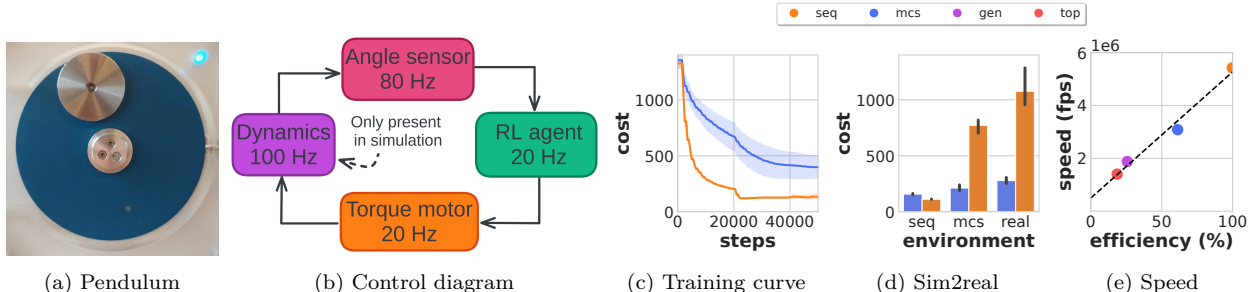 seq mcs gen top
Angle sensor
80 Hz
Dynamics
100 Hz
Only present
in simulation
RL agent
20 Hz
Torque motor
20 Hz
cost
1000
500
0
0 20000 40000
steps
cost
1000
500
0
seq mcs real
environment
speed (fps)
1e6
6
4
2
0 50 100
efficiency (%)
(a) Pendulum
(b) Control diagram
(c) Training curve
(d) Sim2real
(e) Speed